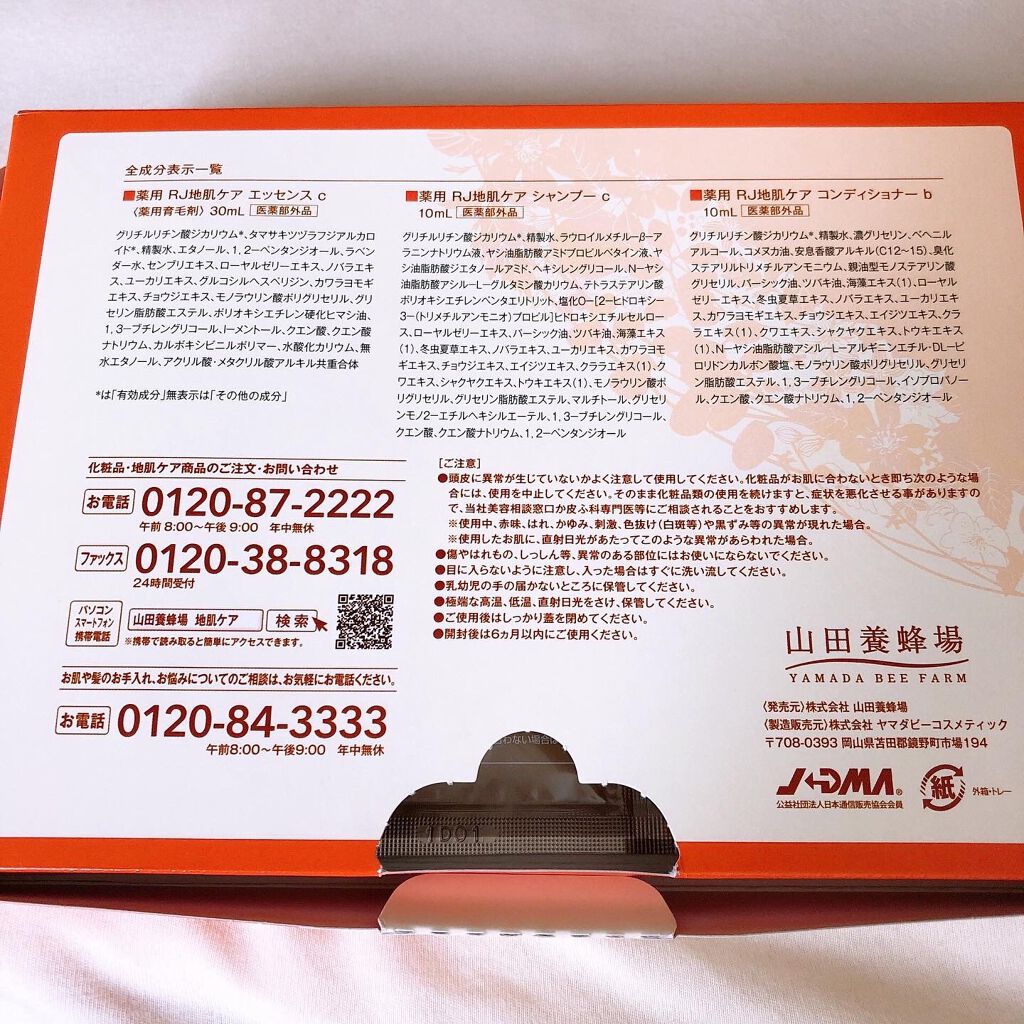 全成分表示一覧
■薬用 RJ地肌ケア エッセンス c
〈薬用育毛剤〉30mL 医薬部外品
グリチルリチン酸ジカリウム*、タマサキツヅラフジアルカロ
イド*、精製水、エタノール、1,2-ペンタンジオール、ラベン
ダー水、センブリエキス、ローヤルゼリーエキス、ノバラエキ
ス、ユーカリエキス、グルコシルヘスペリジン、カワラヨモギ
エキス、チョウジエキス、モノラウリン酸ポリグリセリル、グリ
セリン脂肪酸エステル、ポリオキシエチレン硬化ヒマシ油、
1,3-ブチレングリコール、l-メントール、クエン酸、クエン酸
ナトリウム、カルボキシビニルポリマー、水酸化カリウム、無
水エタノール、アクリル酸・メタクリル酸アルキル共重合体
*は「有効成分」無表示は「その他の成分」
■薬用 RJ地肌ケア シャンプー c
10mL 医薬部外品
グリチルリチン酸ジカリウム*、精製水、ラウロイルメチル-β-ア
ラニンナトリウム液、ヤシ油脂肪酸アミドプロピルベタイン液、ヤ
シ油脂肪酸ジエタノールアミド、ヘキシレングリコール、N-ヤシ
油脂肪酸アシル-L-グルタミン酸カリウム、テトラステアリン酸
ポリオキシエチレンペンタエリトリット、塩化O-[2-ヒドロキシ-
3-(トリメチルアンモニオ)プロピル]ヒドロキシエチルセルロー
ス、ローヤルゼリーエキス、バーシック油、ツバキ油、海藻エキス
(1)、冬虫夏草エキス、ノバラエキス、ユーカリエキス、カワラヨモ
ギエキス、チョウジエキス、エイジツエキス、クララエキス(1)、ク
ワエキス、シャクヤクエキス、トウキエキス(1)、モノラウリン酸ポ
リグリセリル、グリセリン脂肪酸エステル、マルチトール、グリセリ
ンモノ2-エチルヘキシルエーテル、1,3-ブチレングリコール、
クエン酸、クエン酸ナトリウム、1,2-ペンタンジオール
■薬用 RJ地肌ケア コンディショナー b
10mL 医薬部外品
グリチルリチン酸ジカリウム*、精製水、濃グリセリン、ベヘニル
アルコール、コメヌカ油、安息香酸アルキル(C12~15)、臭化
ステアリルトリメチルアンモニウム、親油型モノステアリン酸
グリセリル、バーシック油、ツバキ油、海藻エキス(1)、ローヤル
ゼリーエキス、冬虫夏草エキス、ノバラエキス、ユーカリエキ
ス、カワラヨモギエキス、チョウジエキス、エイジツエキス、クラ
ラエキス(1)、クワエキス、シャクヤクエキス、トウキエキス
(1)、N-ヤシ油脂肪酸アシル-L-アルギニンエチル・DL-ピ
ロリドンカルボン酸塩、モノラウリン酸ポリグリセリル、グリセリ
ン脂肪酸エステル、1,3-ブチレングリコール、イソプロパノー
ル、クエン酸、クエン酸ナトリウム、1,2-ペンタンジオール
化粧品・地肌ケア商品のご注文・お問い合わせ
お電話 0120-87-2222
午前8:00〜午後9:00 年中無休
ファックス 0120-38-8318
24時間受付
パソコン
スマートフォン
携帯電話
山田養蜂場 地肌ケア 検索
※携帯で読み取ると簡単にアクセスできます。
お肌や髪のお手入れ、お悩みについてのご相談は、お気軽にお電話ください。
お電話 0120-84-3333
午前8:00〜午後9:00 年中無休
[ご注意]
●頭皮に異常が生じていないかよく注意して使用してください。化粧品がお肌に合わないとき即ち次のような場
合には、使用を中止してください。そのまま化粧品類の使用を続けますと、症状を悪化させる事がありますの
で、当社美容相談窓口か皮ふ科専門医等にご相談されることをおすすめします。
※使用中、赤味、はれ、かゆみ、刺激、色抜け(白斑等)や黒ずみ等の異常が現れた場合。
※使用したお肌に、直射日光があたってこのような異常があらわれた場合。
●傷やはれもの、しっしん等、異常のある部位にはお使いにならないでください。
●目に入らないように注意し、入った場合はすぐに洗い流してください。
●乳幼児の手の届かないところに保管してください。
●極端な高温、低温、直射日光をさけ、保管してください。
●ご使用後はしっかり蓋を閉めてください。
●開封後は6ヵ月以内にご使用ください。
山田養蜂場
YAMADA BEE FARM
〈発売元〉株式会社 山田養蜂場
〈製造販売元〉株式会社 ヤマダビーコスメティック
〒708-0393 岡山県苫田郡鏡野町市場194
JADMA®
公益社団法人日本通信販売協会会員
紙 外箱・トレー
わない場合は
1D01